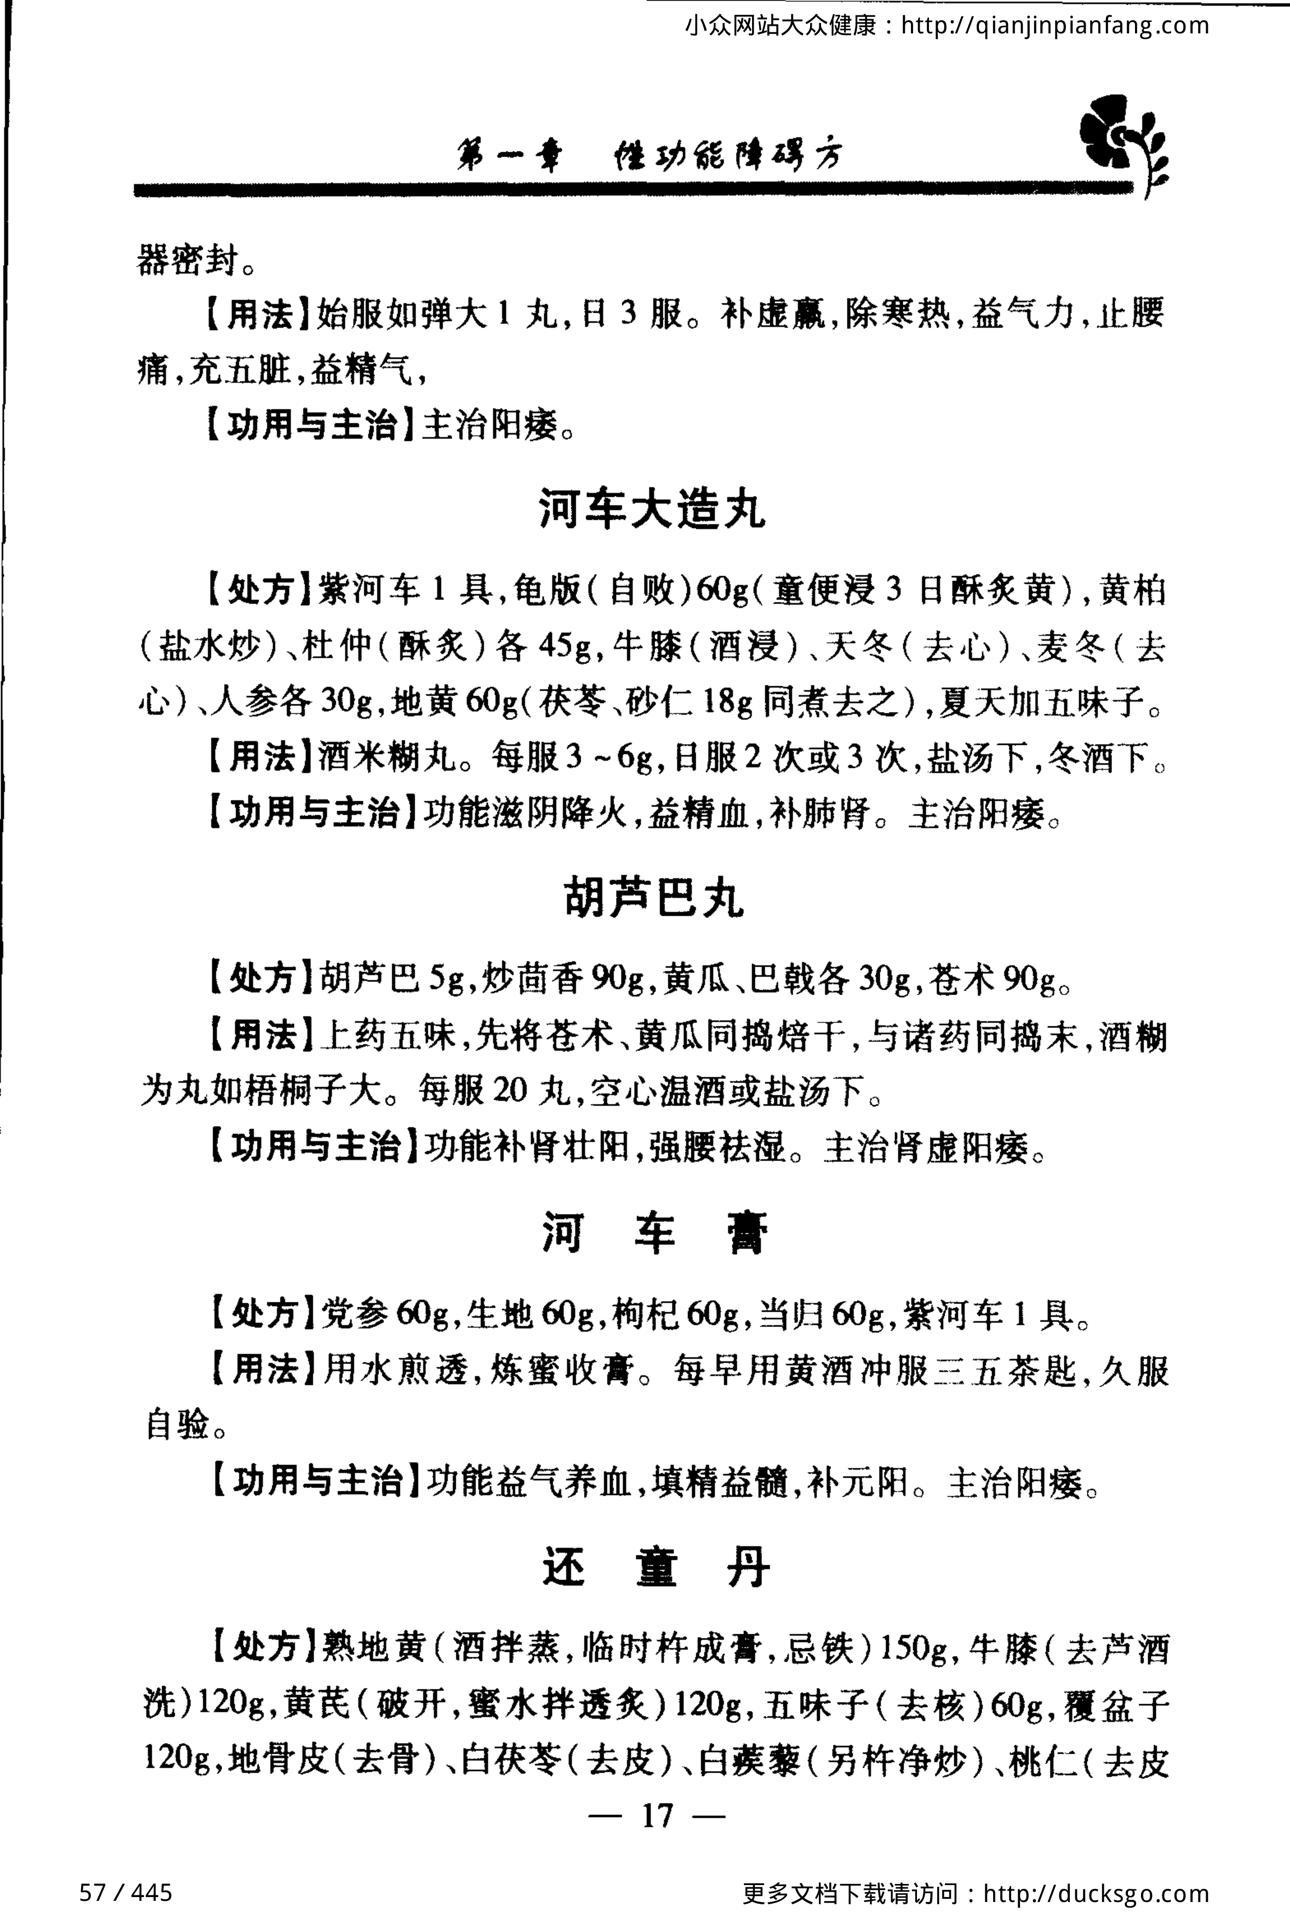 小众网站大众健康：http://qianjinpianfang.com
第一章 性功能障碍方
器密封。
【用法】始服如弹大1丸,日3服。补虚羸,除寒热,益气力,止腰
痛,充五脏,益精气,
【功用与主治】主治阳痿。
河车大造丸
【处方】紫河车1具,龟版(自败)60g(童便浸3日酥炙黄),黄柏
(盐水炒)、杜仲(酥炙)各45g,牛膝(酒浸)、天冬(去心)、麦冬(去
心)、人参各30g,地黄60g(茯苓、砂仁18g同煮去之),夏天加五味子。
【用法】酒米糊丸。每服3~6g,日服2次或3次,盐汤下,冬酒下。
【功用与主治】功能滋阴降火,益精血,补肺肾。主治阳痿。
胡芦巴丸
【处方】胡芦巴5g,炒茴香90g,黄瓜、巴戟各30g,苍术90g。
【用法】上药五味,先将苍术、黄瓜同捣焙干,与诸药同捣末,酒糊
为丸如梧桐子大。每服20丸,空心温酒或盐汤下。
【功用与主治】功能补肾壮阳,强腰祛湿。主治肾虚阳痿。
河车膏
【处方】党参60g,生地60g,枸杞60g,当归60g,紫河车1具。
【用法】用水煎透,炼蜜收膏。每早用黄酒冲服三五茶匙,久服
自验。
【功用与主治】功能益气养血,填精益髓,补元阳。主治阳痿。
还童丹
【处方】熟地黄(酒拌蒸,临时杵成膏,忌铁)150g,牛膝(去芦酒
洗)120g,黄芪(破开,蜜水拌透炙)120g,五味子(去核)60g,覆盆子
120g,地骨皮(去骨)、白茯苓(去皮)、白蒺藜(另杵净炒)、桃仁(去皮
— 17 —
57 / 445
更多文档下载请访问：http://ducksgo.com